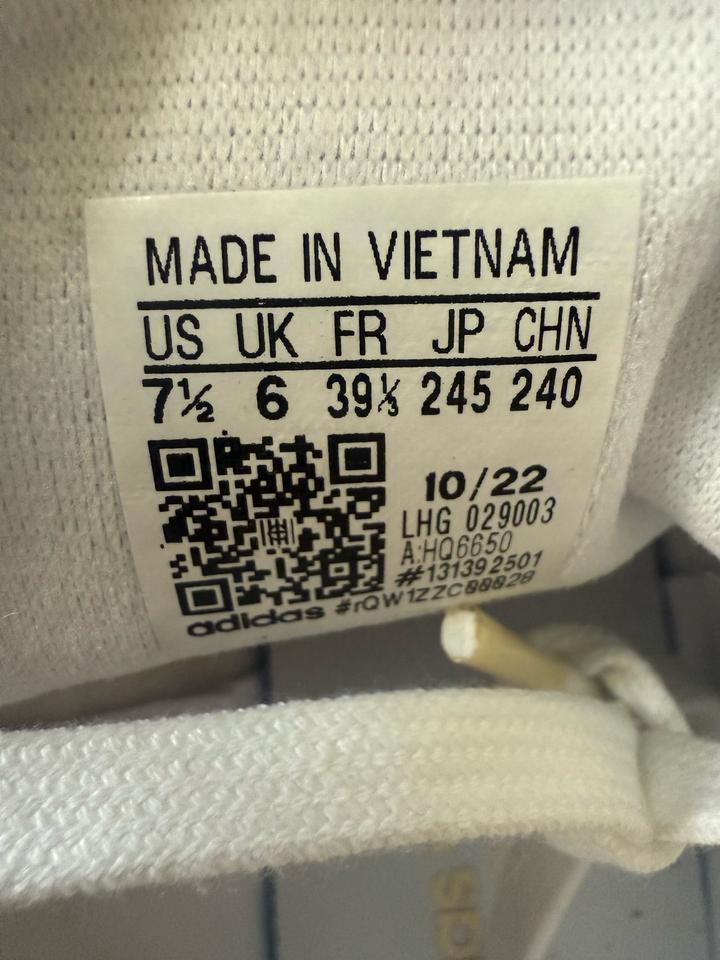 MADE IN VIETNAM
US UK FR JP CHN
7½ 6 39⅓ 245 240
10/22
LHG 029003
A:HQ6650
#131392501
adidas #rQW1ZZC00028